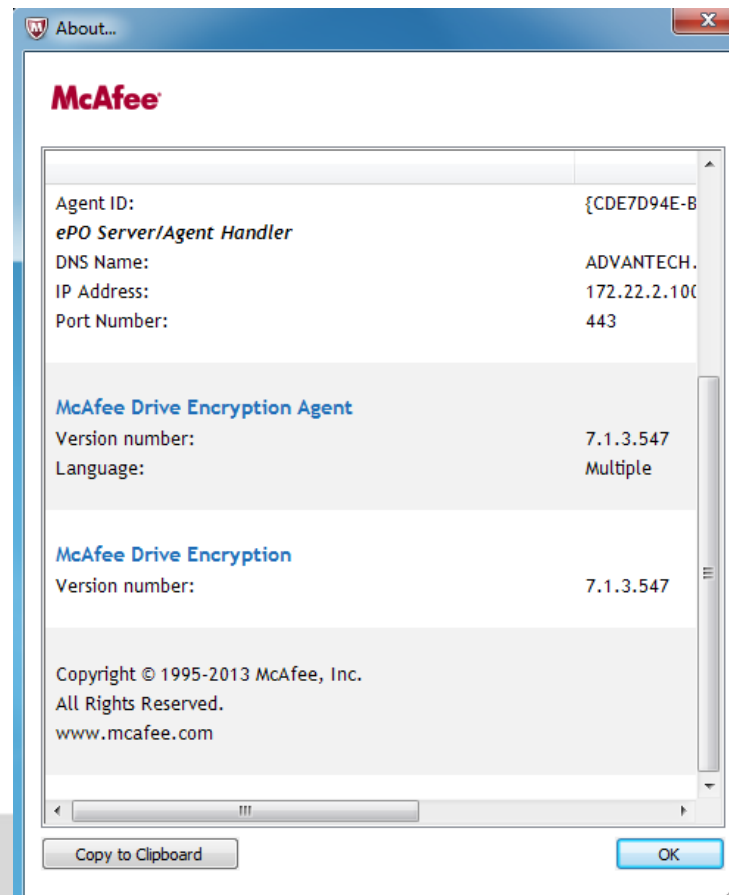 About...
McAfee
Agent ID: {CDE7D94E-B
ePO Server/Agent Handler
DNS Name: ADVANTECH.
IP Address: 172.22.2.100
Port Number: 443
McAfee Drive Encryption Agent
Version number: 7.1.3.547
Language: Multiple
McAfee Drive Encryption
Version number: 7.1.3.547
Copyright © 1995-2013 McAfee, Inc.
All Rights Reserved.
www.mcafee.com
Copy to Clipboard OK